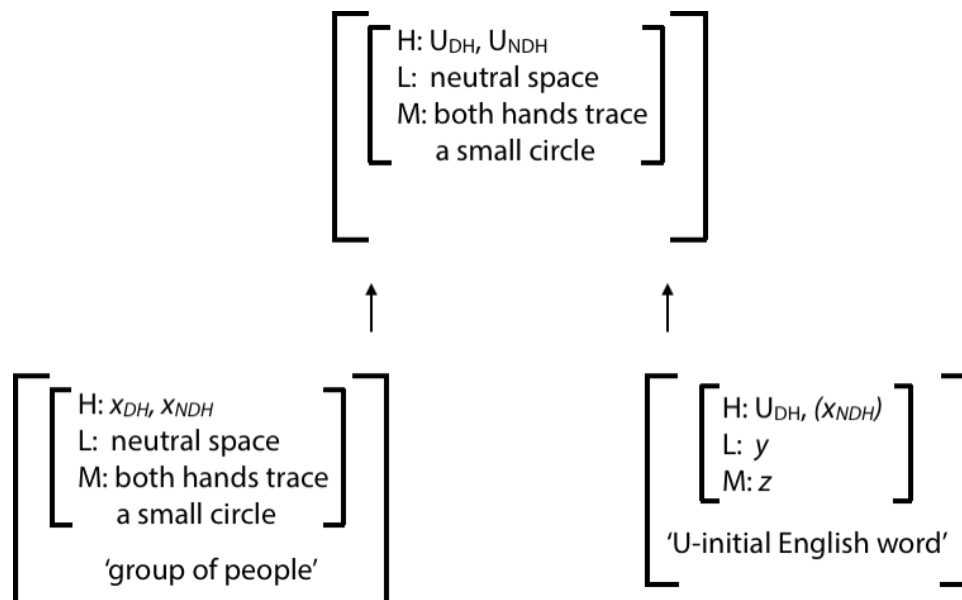 H: U_DH, U_NDH
L: neutral space
M: both hands trace
a small circle
H: x_DH, x_NDH
L: neutral space
M: both hands trace
a small circle
'group of people'
H: U_DH, (x_NDH)
L: y
M: z
'U-initial English word'